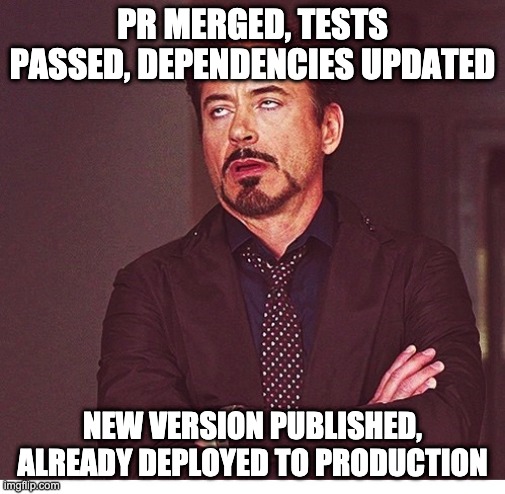 PR MERGED, TESTS
PASSED, DEPENDENCIES UPDATED
NEW VERSION PUBLISHED,
ALREADY DEPLOYED TO PRODUCTION
imgflip.com